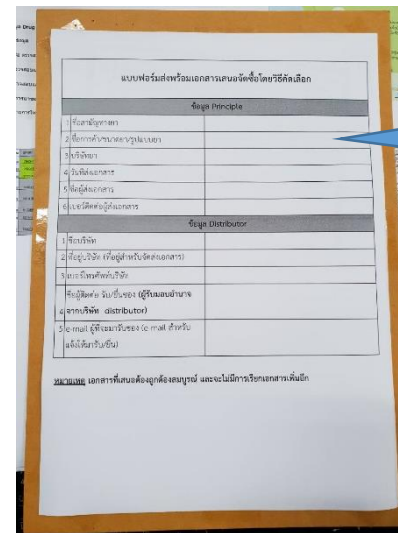 แบบฟอร์มส่งพร้อมเอกสารเสนอจัดซื้อโดยวิธีคัดเลือก
ข้อมูล Principle
1 ชื่อสามัญทางยา
2 ชื่อการค้า/ขนาดยา/รูปแบบยา
3 บริษัทยา
4 วันที่ส่งเอกสาร
5 ชื่อผู้ส่งเอกสาร
6 เบอร์ติดต่อผู้ส่งเอกสาร
ข้อมูล Distributor
1 ชื่อบริษัท
2 ที่อยู่บริษัท (ที่อยู่สำหรับจัดส่งเอกสาร)
3 เบอร์โทรศัพท์บริษัท
ชื่อผู้ติดต่อ รับ/ยื่นซอง (ผู้รับมอบอำนาจ
4 จากบริษัท distributor)
5 e-mail ผู้ที่จะมารับซอง (e-mail สำหรับ
แจ้งให้มารับ/ยื่น)
หมายเหตุ เอกสารที่เสนอต้องถูกต้องสมบูรณ์ และจะไม่มีการเรียกเอกสารเพิ่มอีก